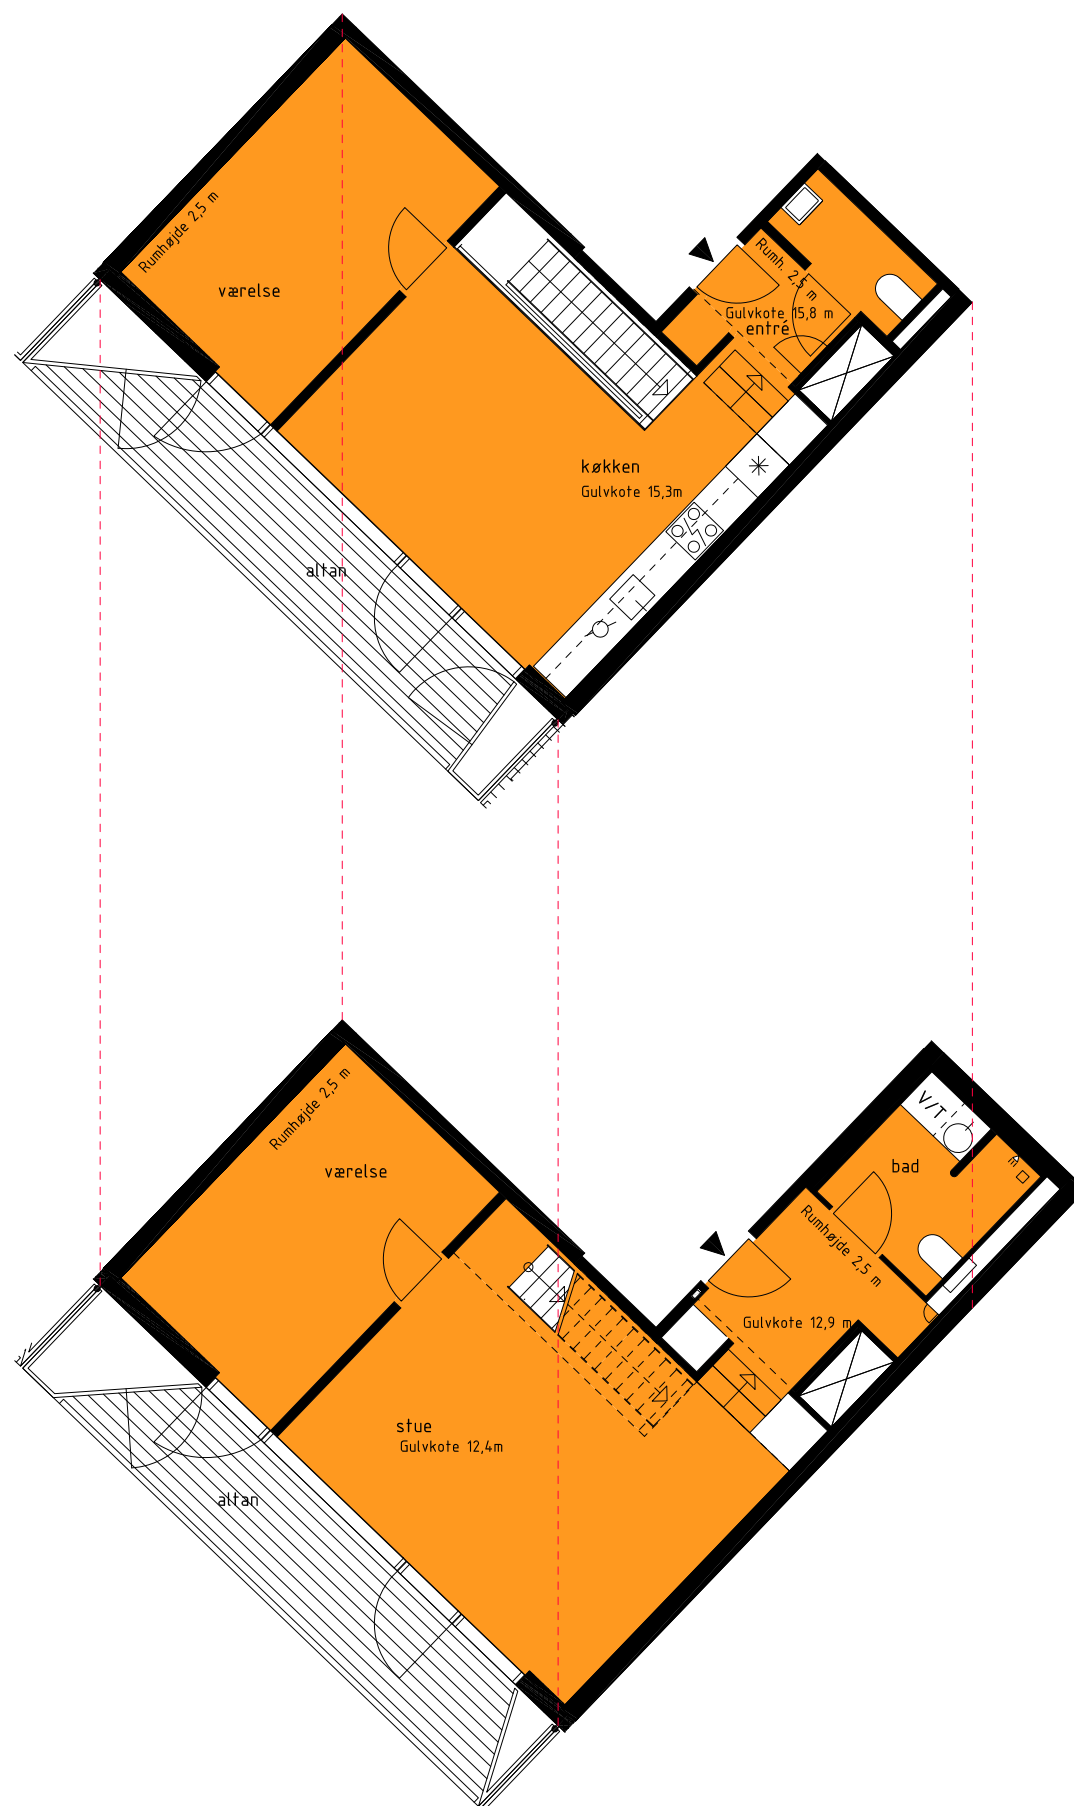 Rumhøjde 2,5 m
værelse
Rumh. 2,5 m
Gulvkote 15,8 m
entré
køkken
Gulvkote 15,3m
altan
Rumhøjde 2,5 m
værelse
V/T
bad
Rumhøjde 2,5 m
Gulvkote 12,9 m
stue
Gulvkote 12,4m
altan